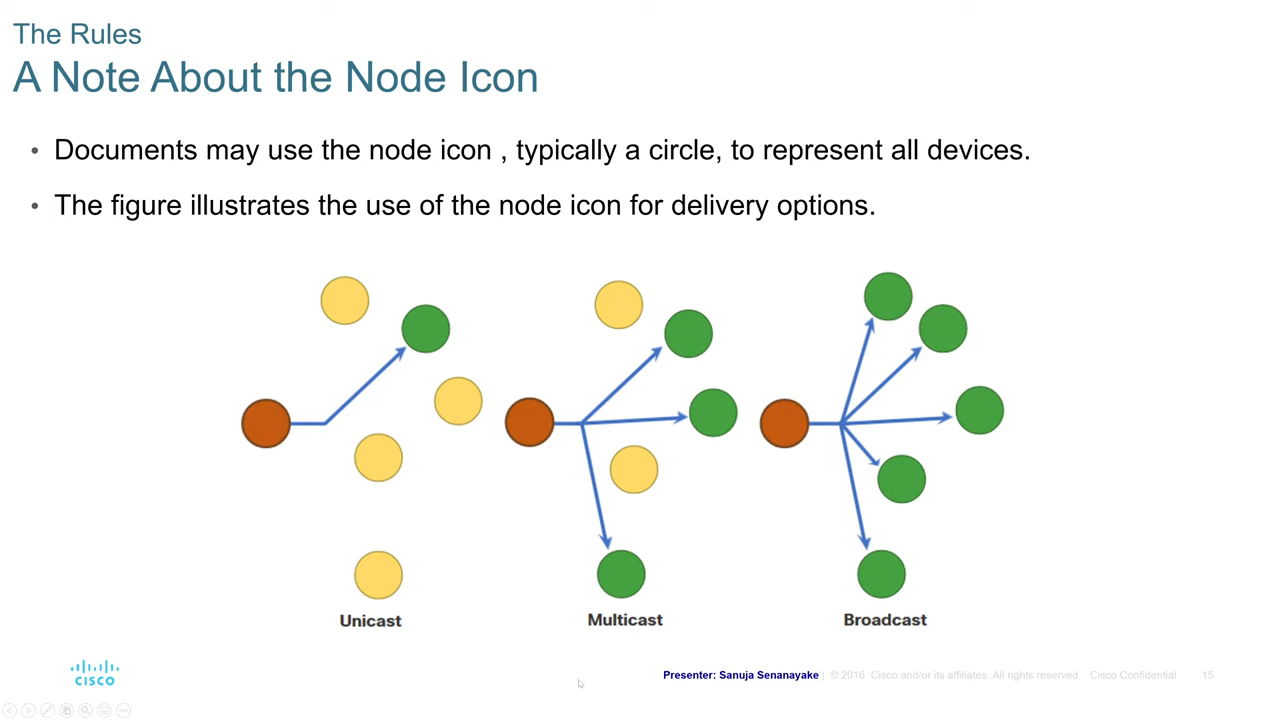 The Rules
A Note About the Node Icon
• Documents may use the node icon , typically a circle, to represent all devices.
• The figure illustrates the use of the node icon for delivery options.
Unicast
Multicast
Broadcast
CISCO
Presenter: Sanuja Senanayake | © 2016 Cisco and/or its affiliates. All rights reserved. Cisco Confidential 15